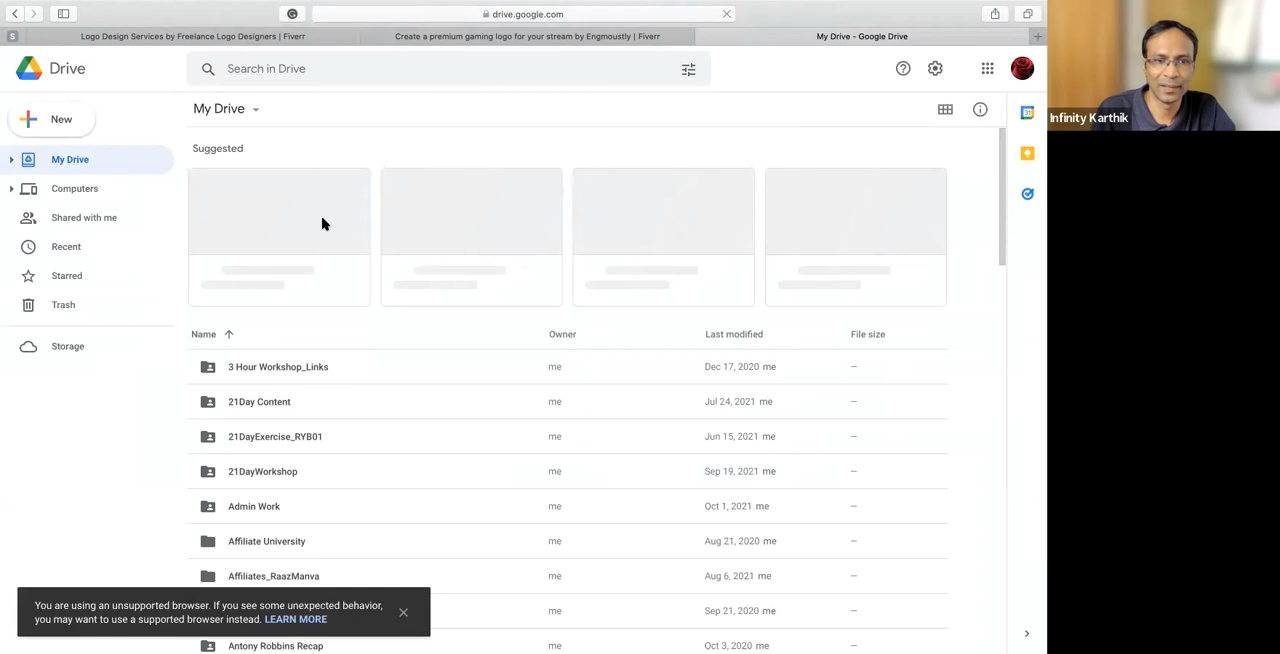 drive.google.com
S
Logo Design Services by Freelance Logo Designers | Fiverr
Create a premium gaming logo for your stream by Engmoustly | Fiverr
My Drive - Google Drive
Drive
Search in Drive
New
My Drive
Computers
Shared with me
Recent
Starred
Trash
Storage
My Drive
Suggested
Name Owner Last modified File size
3 Hour Workshop_Links me Dec 17, 2020 me –
21Day Content me Jul 24, 2021 me –
21DayExercise_RYB01 me Jun 15, 2021 me –
21DayWorkshop me Sep 19, 2021 me –
Admin Work me Oct 1, 2021 me –
Affiliate University me Aug 21, 2020 me –
Affiliates_RaazManva me Aug 6, 2021 me –
me Sep 21, 2020 me –
Antony Robbins Recap me Oct 3, 2020 me –
You are using an unsupported browser. If you see some unexpected behavior,
you may want to use a supported browser instead. LEARN MORE
31
Infinity Karthik